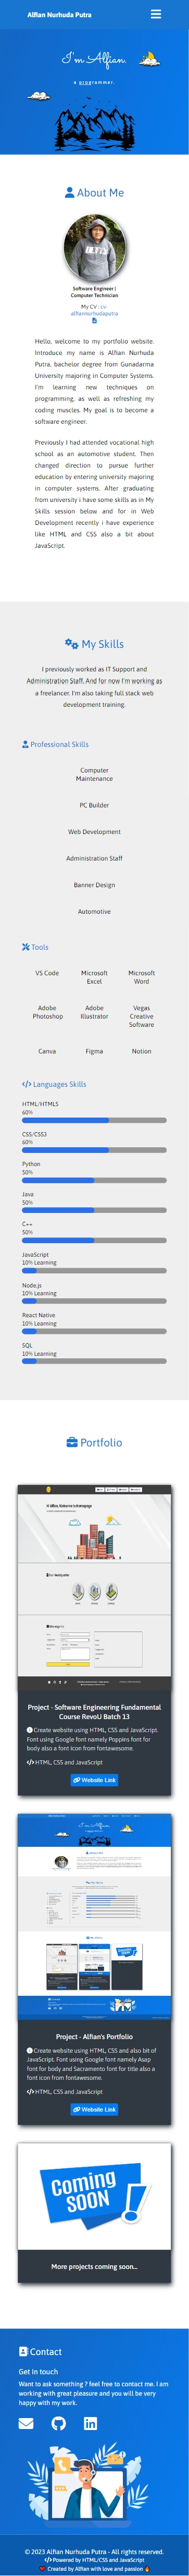 Alfian Nurhuda Putra
I'm Alfian.
a programmer.
About Me
Software Engineer |
Computer Technician
My CV : cv-
alfiannurhudaputra
Hello, welcome to my portfolio website.
Introduce my name is Alfian Nurhuda
Putra, bachelor degree from Gunadarma
University majoring in Computer Systems.
I'm learning new techniques on
programming, as well as refreshing my
coding muscles. My goal is to become a
software engineer.
Previously I had attended vocational high
school as an automotive student. Then
changed direction to pursue further
education by entering university majoring
in computer systems. After graduating
from university i have some skills as in My
Skills session below and for in Web
Development recently i have experience
like HTML and CSS also a bit about
JavaScript.
My Skills
I previously worked as IT Support and
Administration Staff. And for now I'm working as
a freelancer. I'm also taking full stack web
development training.
Professional Skills
Computer
Maintenance
PC Builder
Web Development
Administration Staff
Banner Design
Automotive
Tools
VS Code
Microsoft
Excel
Microsoft
Word
Adobe
Photoshop
Adobe
Illustrator
Vegas
Creative
Software
Canva
Figma
Notion
Languages Skills
HTML/HTML5
60%
CSS/CSS3
60%
Python
50%
Java
50%
C++
50%
JavaScript
10% Learning
Node.js
10% Learning
React Native
10% Learning
SQL
10% Learning
Portfolio
Project - Software Engineering Fundamental
Course RevoU Batch 13
Create website using HTML, CSS and JavaScript.
Font using Google font namely Poppins font for
body also a font icon from fontawesome.
HTML, CSS and JavaScript
Website Link
Project - Alfian's Portfolio
Create website using HTML, CSS and also bit of
JavaScript. Font using Google font namely Asap
font for body and Sacramento font for title also a
font icon from fontawesome.
HTML, CSS and JavaScript
Website Link
Coming
SOON
More projects coming soon...
Contact
Get in touch
Want to ask something ? feel free to contact me. I am
working with great pleasure and you will be very
happy with my work.
© 2023 Alfian Nurhuda Putra - All rights reserved.
Powered by HTML/CSS and JavaScript
Created by Alfian with love and passion